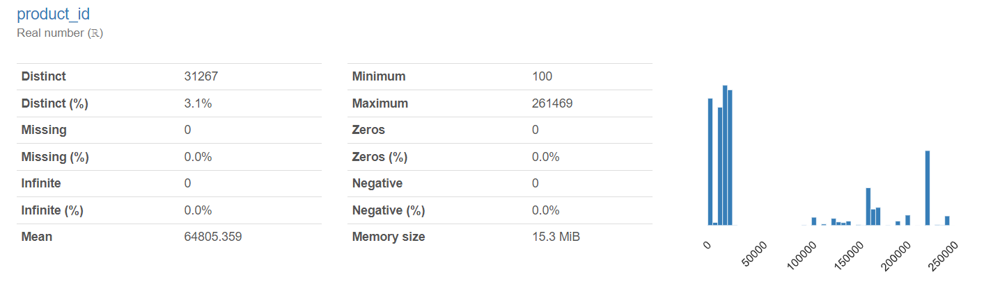 product_id
Real number (ℝ)
Distinct 31267
Distinct (%) 3.1%
Missing 0
Missing (%) 0.0%
Infinite 0
Infinite (%) 0.0%
Mean 64805.359
Minimum 100
Maximum 261469
Zeros 0
Zeros (%) 0.0%
Negative 0
Negative (%) 0.0%
Memory size 15.3 MiB
0
50000
100000
150000
200000
250000